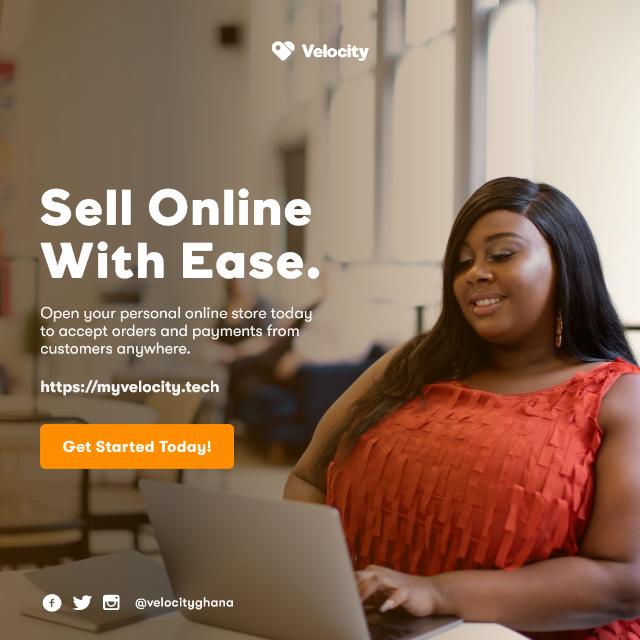 Velocity
Sell Online
With Ease.
Open your personal online store today
to accept orders and payments from
customers anywhere.
https://myvelocity.tech
Get Started Today!
@velocityghana